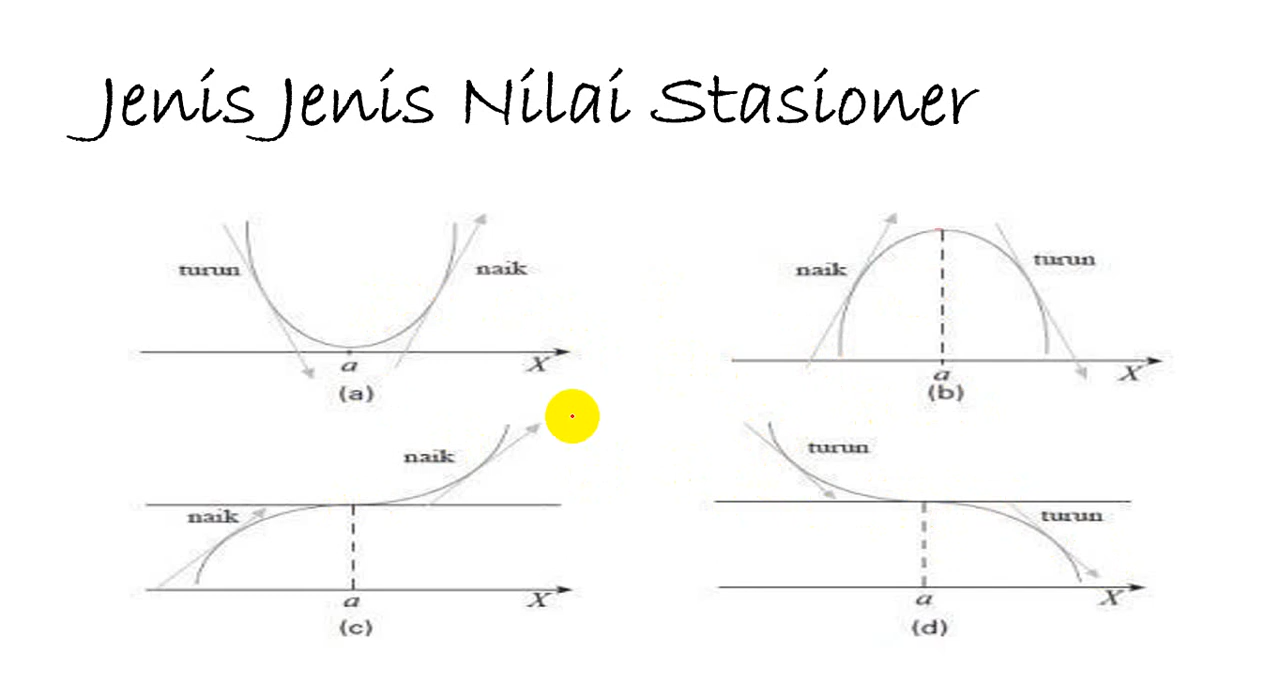 Jenis Jenis Nilai Stasioner
turun
naik
a
X
(a)
naik
turun
a
X
(b)
naik
naik
a
X
(c)
turun
turun
a
X
(d)